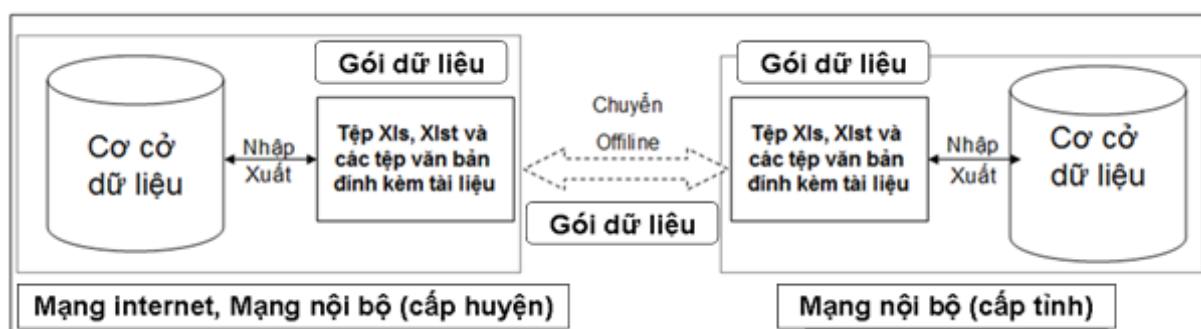 Gói dữ liệu
Cơ cở
dữ liệu
Nhập
Xuất
Tệp Xls, Xlst và
các tệp văn bản
đính kèm tài liệu
Chuyển
Offiline
Gói dữ liệu
Gói dữ liệu
Tệp Xls, Xlst và
các tệp văn bản
đính kèm tài liệu
Nhập
Xuất
Cơ cở
dữ liệu
Mạng internet, Mạng nội bộ (cấp huyện)
Mạng nội bộ (cấp tỉnh)